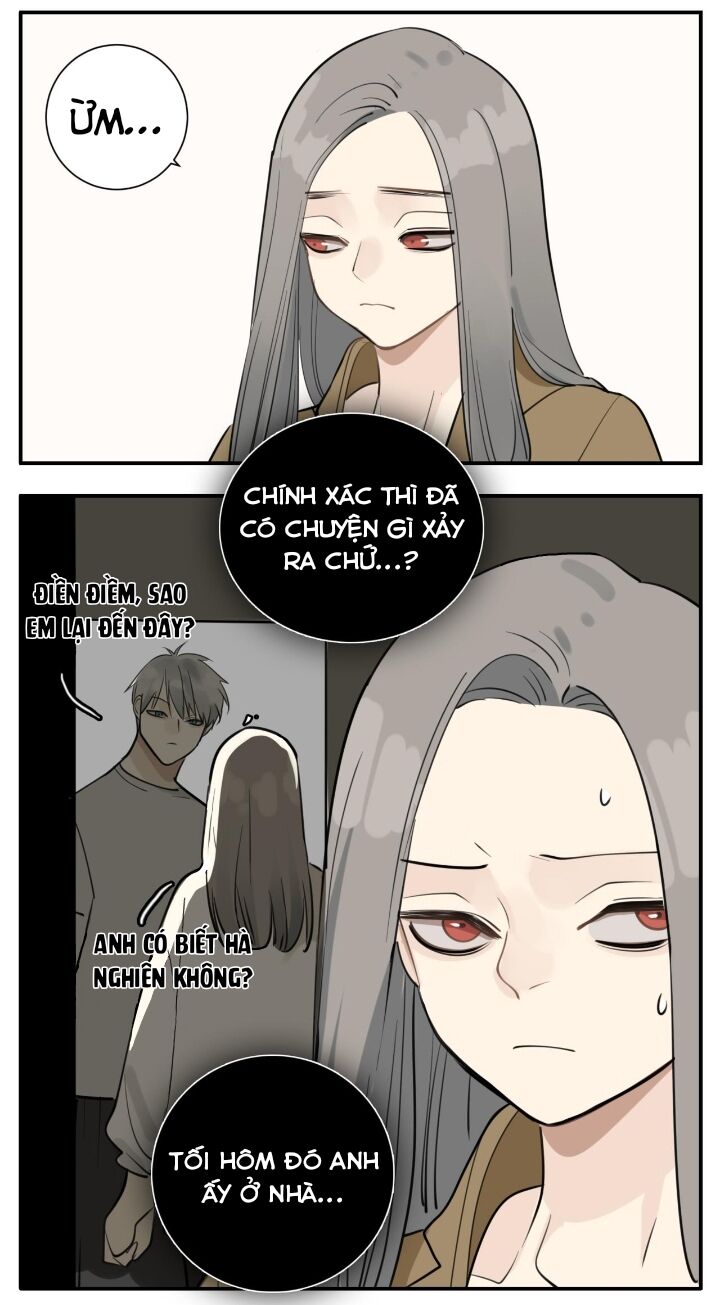 ỪM...
CHÍNH XÁC THÌ ĐÃ
CÓ CHUYỆN GÌ XẢY
RA CHỨ...?
ĐIỀN ĐIỀM, SAO
EM LẠI ĐẾN ĐÂY?
ANH CÓ BIẾT HÀ
NGHIÊN KHÔNG?
TỐI HÔM ĐÓ ANH
ẤY Ở NHÀ...